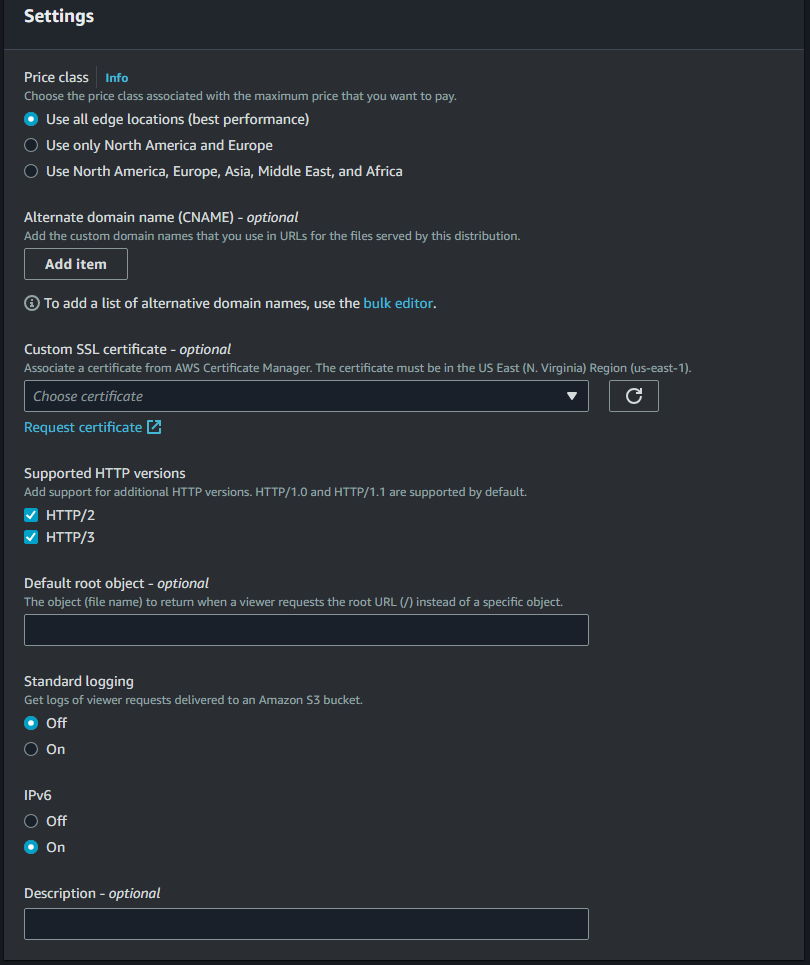 Settings
Price class Info
Choose the price class associated with the maximum price that you want to pay.
Use all edge locations (best performance)
Use only North America and Europe
Use North America, Europe, Asia, Middle East, and Africa
Alternate domain name (CNAME) - optional
Add the custom domain names that you use in URLs for the files served by this distribution.
Add item
To add a list of alternative domain names, use the bulk editor.
Custom SSL certificate - optional
Associate a certificate from AWS Certificate Manager. The certificate must be in the US East (N. Virginia) Region (us-east-1).
Choose certificate
Request certificate
Supported HTTP versions
Add support for additional HTTP versions. HTTP/1.0 and HTTP/1.1 are supported by default.
HTTP/2
HTTP/3
Default root object - optional
The object (file name) to return when a viewer requests the root URL (/) instead of a specific object.
Standard logging
Get logs of viewer requests delivered to an Amazon S3 bucket.
Off
On
IPv6
Off
On
Description - optional